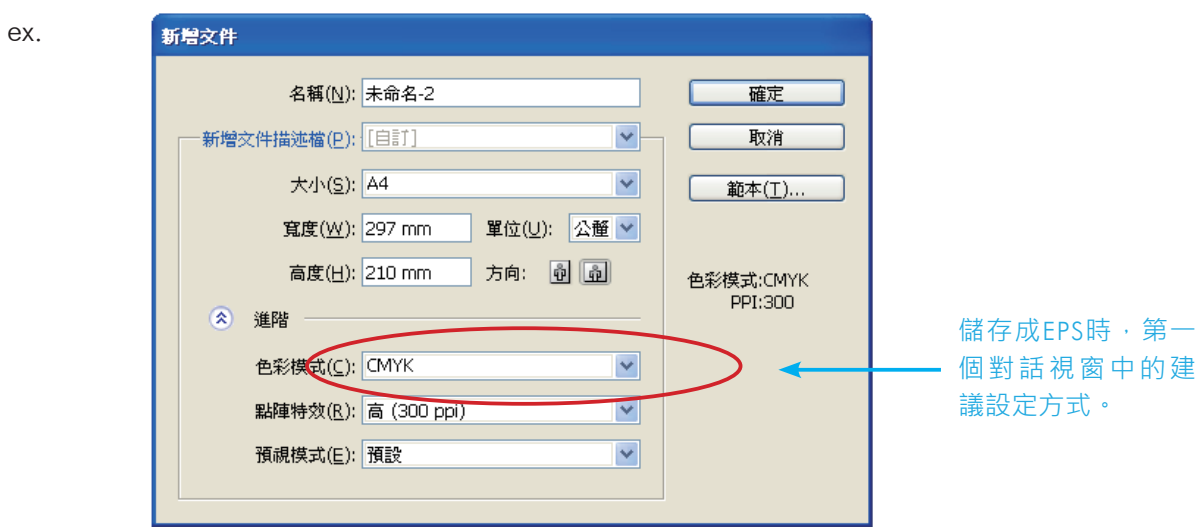 ex.
新增文件
名稱(N): 未命名-2
確定
新增文件描述檔(P): [自訂]
取消
大小(S): A4
範本(T)...
寬度(W): 297 mm 單位(U): 公釐
高度(H): 210 mm 方向:
色彩模式:CMYK
PPI:300
進階
色彩模式(C): CMYK
點陣特效(R): 高 (300 ppi)
預視模式(E): 預設
儲存成EPS時，第一
個對話視窗中的建
議設定方式。